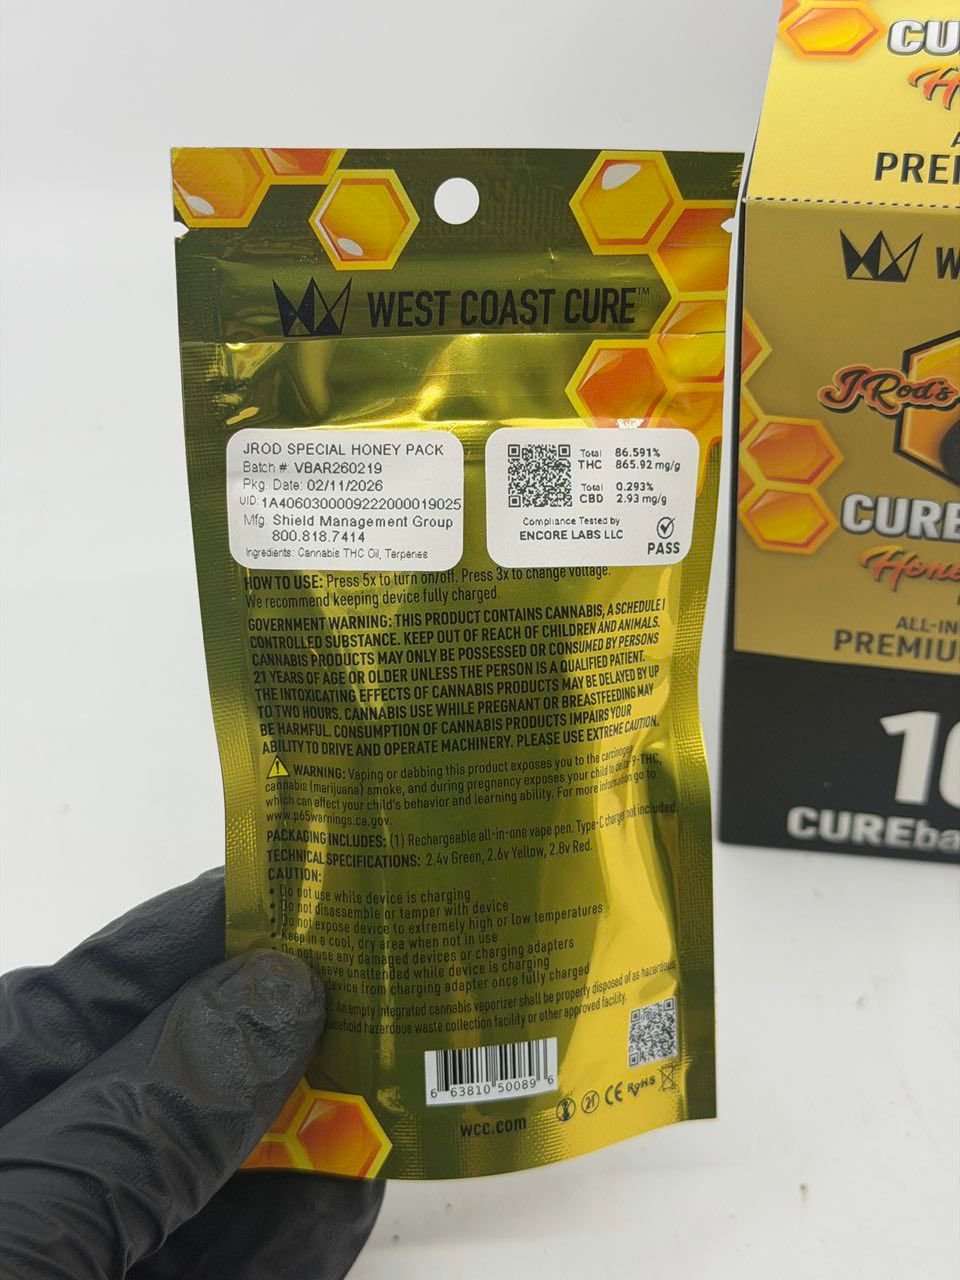 WEST COAST CURE™
JROD SPECIAL HONEY PACK
Batch #: VBAR260219
Pkg. Date: 02/11/2026
UID: 1A4060300009222000019025
Mfg. Shield Management Group
800.818.7414
Ingredients: Cannabis THC Oil, Terpenes
Total THC 86.591%
865.92 mg/g
Total CBD 0.293%
2.93 mg/g
Compliance Tested by
ENCORE LABS LLC
PASS
HOW TO USE: Press 5x to turn on/off. Press 3x to change voltage.
We recommend keeping device fully charged.
GOVERNMENT WARNING: THIS PRODUCT CONTAINS CANNABIS, A SCHEDULE I
CONTROLLED SUBSTANCE. KEEP OUT OF REACH OF CHILDREN AND ANIMALS.
CANNABIS PRODUCTS MAY ONLY BE POSSESSED OR CONSUMED BY PERSONS
21 YEARS OF AGE OR OLDER UNLESS THE PERSON IS A QUALIFIED PATIENT.
THE INTOXICATING EFFECTS OF CANNABIS PRODUCTS MAY BE DELAYED BY UP
TO TWO HOURS. CANNABIS USE WHILE PREGNANT OR BREASTFEEDING MAY
BE HARMFUL. CONSUMPTION OF CANNABIS PRODUCTS IMPAIRS YOUR
ABILITY TO DRIVE AND OPERATE MACHINERY. PLEASE USE EXTREME CAUTION.
WARNING: Vaping or dabbing this product exposes you to the carcinogen
cannabis (marijuana) smoke, and during pregnancy exposes your child to delta-9-THC,
which can affect your child's behavior and learning ability. For more information go to
www.p65warnings.ca.gov.
PACKAGING INCLUDES: (1) Rechargeable all-in-one vape pen. Type-C charger not included.
TECHNICAL SPECIFICATIONS: 2.4v Green, 2.6v Yellow, 2.8v Red.
CAUTION:
• Do not use while device is charging
• Do not disassemble or tamper with device
• Do not expose device to extremely high or low temperatures
• Keep in a cool, dry area when not in use
• Do not use any damaged devices or charging adapters
leave unattended while device is charging
device from charging adapter once fully charged
An empty integrated cannabis vaporizer shall be properly disposed of as hazardous
household hazardous waste collection facility or other approved facility.
6 63810 50089 6
wcc.com
21 CE RoHS
CU
H
PREM
W
J-Rod's
CURE
Hone
ALL-IN
PREMIU
10
CUREba